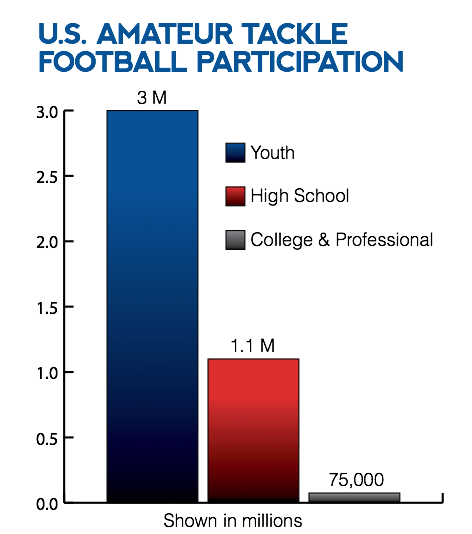 U.S. AMATEUR TACKLE
FOOTBALL PARTICIPATION
3 M
3.0
Youth
2.5
High School
College & Professional
2.0
1.5
1.1 M
1.0
0.5
75,000
0.0
Shown in millions